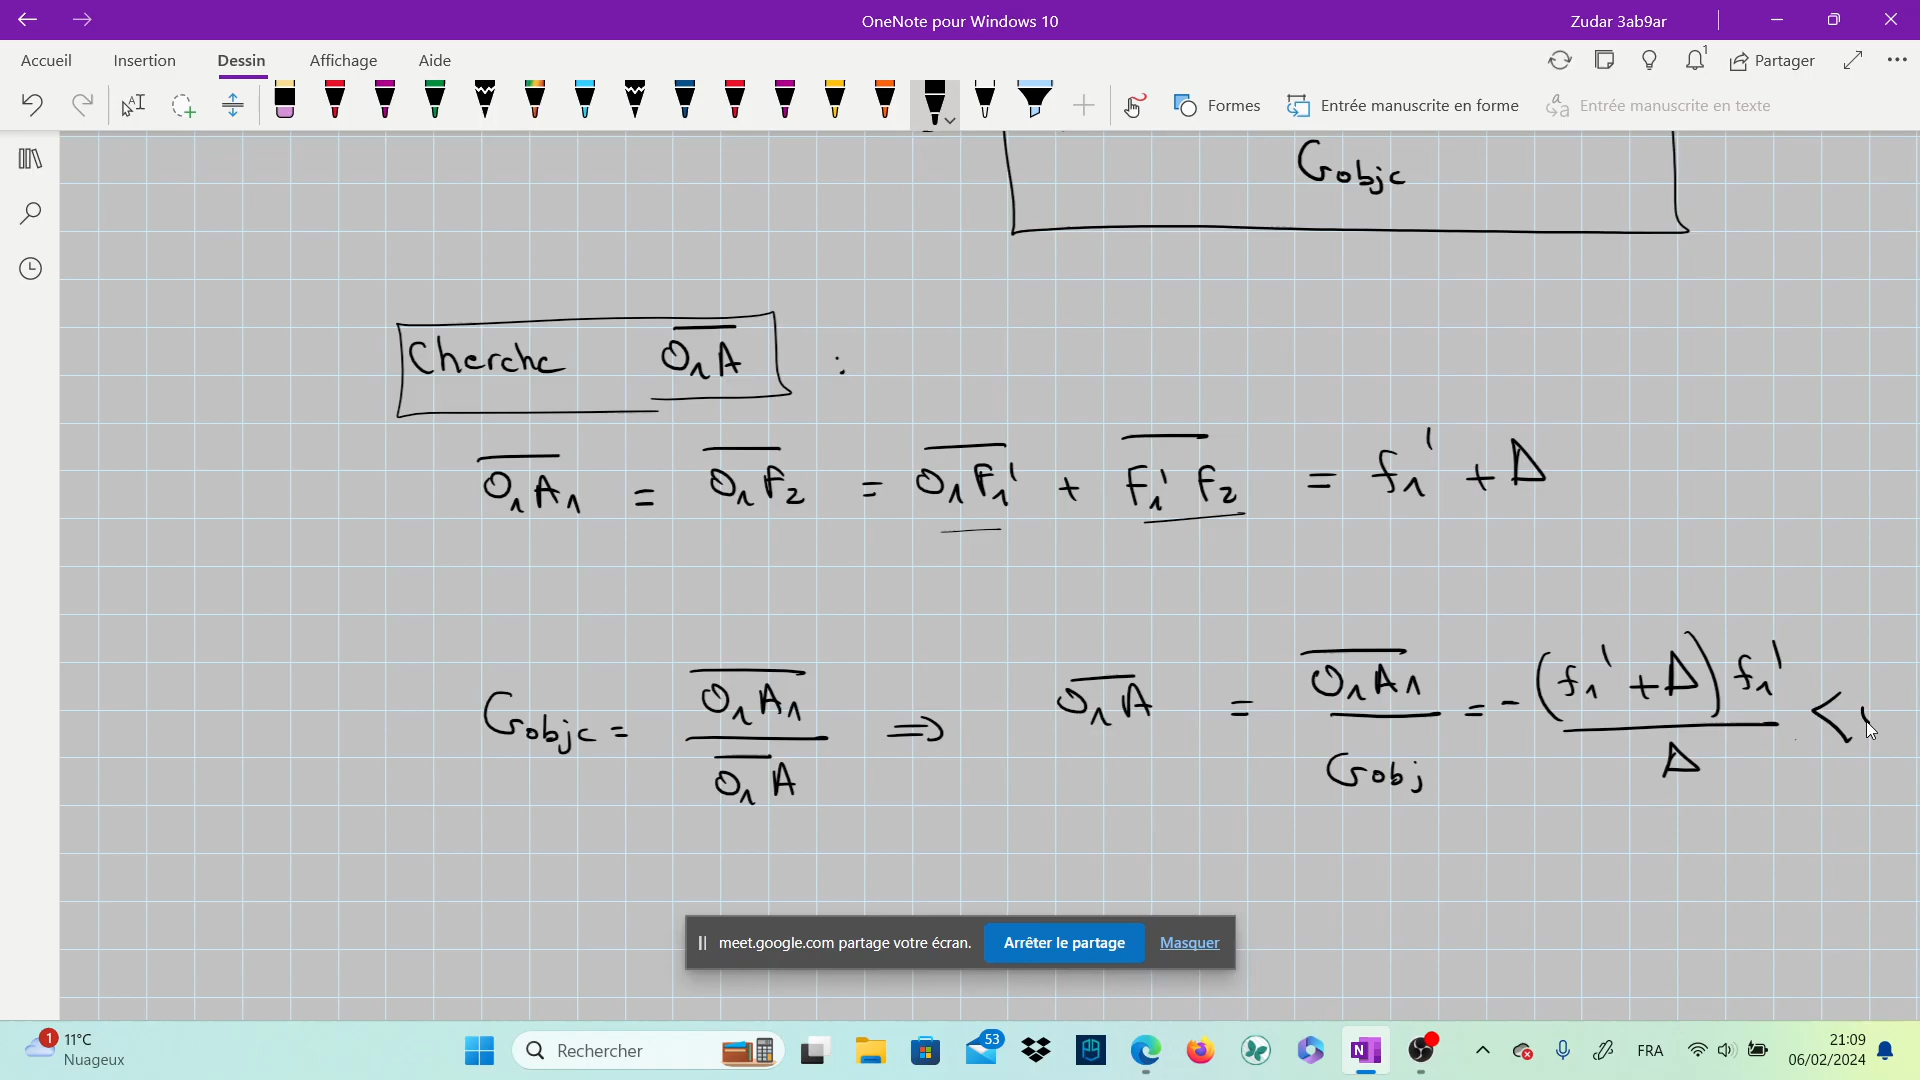 OneNote pour Windows 10
Zudar 3ab9ar
Accueil Insertion Dessin Affichage Aide
1
Partager
Formes Entrée manuscrite en forme Entrée manuscrite en texte
Gobjc
Cherche O₁A :
O₁A₁ = O₁F₂ = O₁F₁' + F₁'F₂ = f₁' + Δ
Gobjc = O₁A₁ / O₁A ⇒ O₁A = O₁A₁ / Gobj = - (f₁' + Δ) f₁' / Δ <
meet.google.com partage votre écran. Arrêter le partage Masquer
1 11°C
Nuageux
Rechercher
53
FRA
21:09
06/02/2024